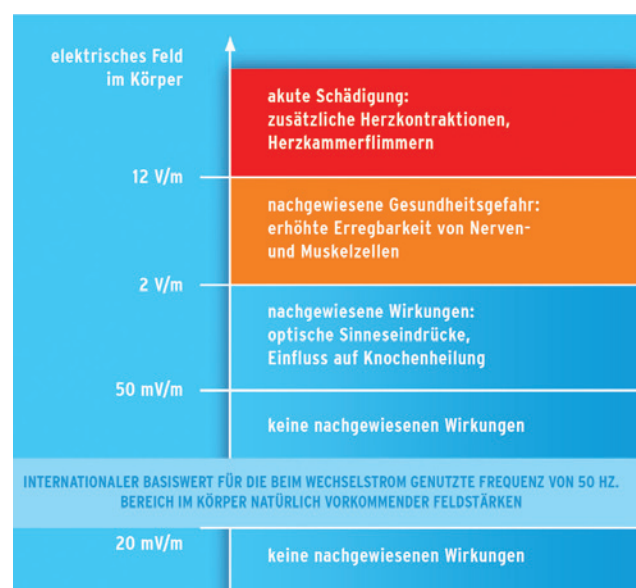 elektrisches Feld
im Körper
akute Schädigung:
zusätzliche Herzkontraktionen,
Herzkammerflimmern
12 V/m
nachgewiesene Gesundheitsgefahr:
erhöhte Erregbarkeit von Nerven-
und Muskelzellen
2 V/m
nachgewiesene Wirkungen:
optische Sinneseindrücke,
Einfluss auf Knochenheilung
50 mV/m
keine nachgewiesenen Wirkungen
INTERNATIONALER BASISWERT FÜR DIE BEIM WECHSELSTROM GENUTZTE FREQUENZ VON 50 HZ.
BEREICH IM KÖRPER NATÜRLICH VORKOMMENDER FELDSTÄRKEN
20 mV/m
keine nachgewiesenen Wirkungen